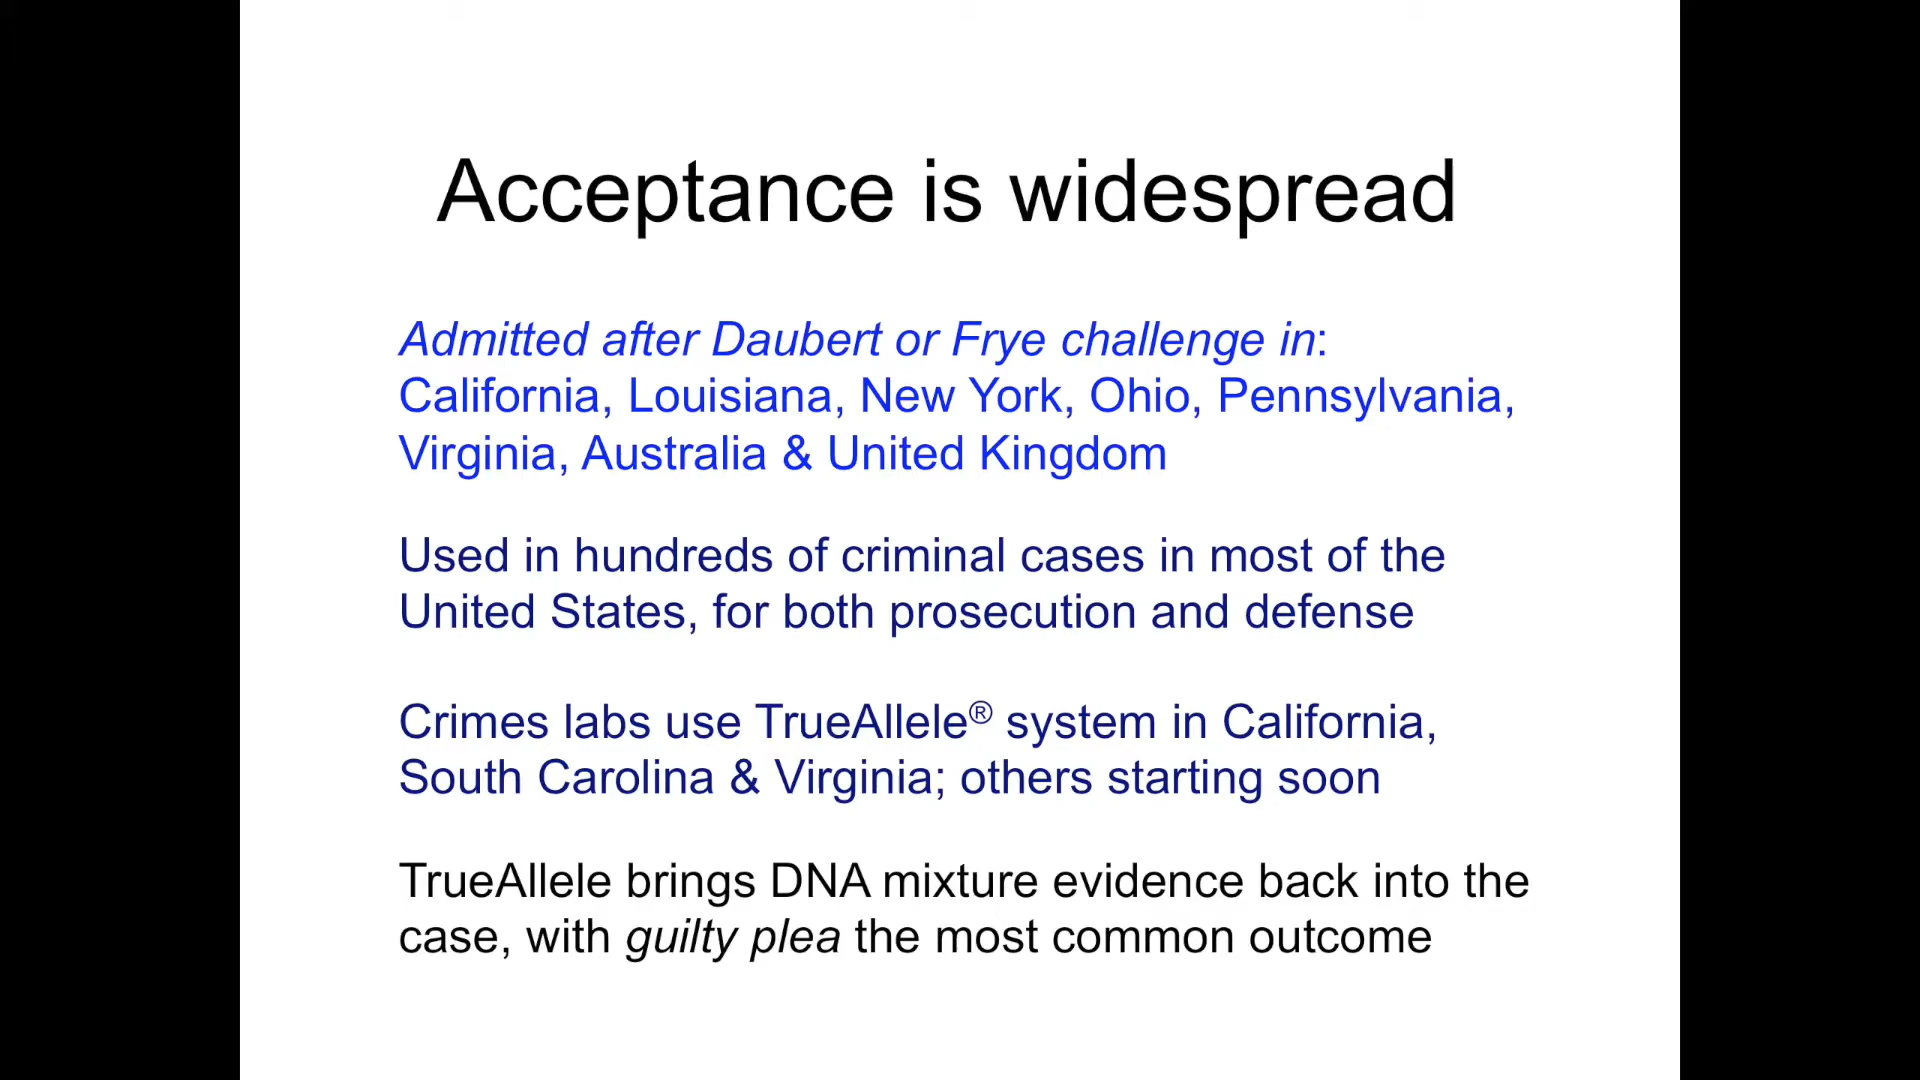 Acceptance is widespread
Admitted after Daubert or Frye challenge in:
California, Louisiana, New York, Ohio, Pennsylvania,
Virginia, Australia & United Kingdom
Used in hundreds of criminal cases in most of the
United States, for both prosecution and defense
Crimes labs use TrueAllele® system in California,
South Carolina & Virginia; others starting soon
TrueAllele brings DNA mixture evidence back into the
case, with guilty plea the most common outcome